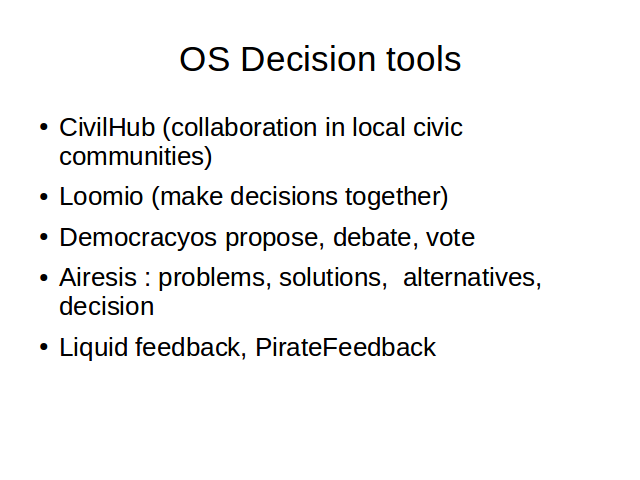 OS Decision tools
• CivilHub (collaboration in local civic
communities)
• Loomio (make decisions together)
• Democracyos propose, debate, vote
• Airesis : problems, solutions,  alternatives,
decision
• Liquid feedback, PirateFeedback